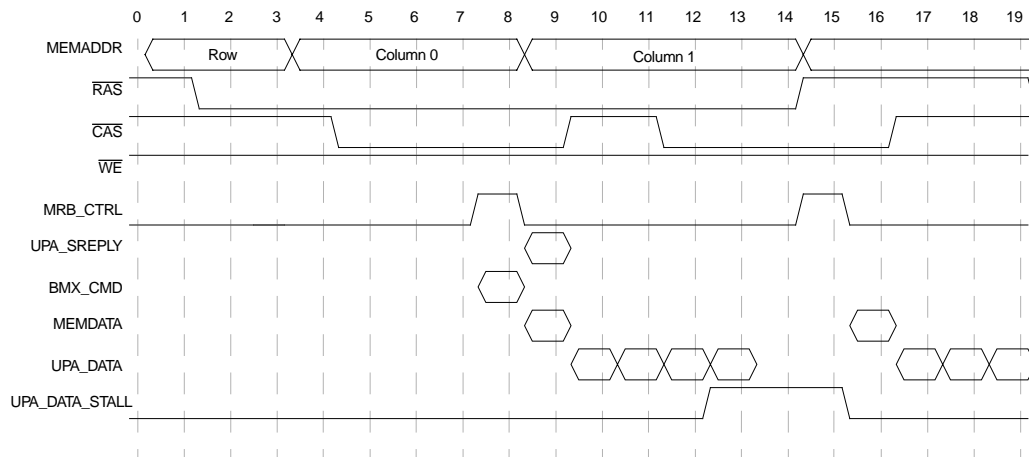 0 1 2 3 4 5 6 7 8 9 10 11 12 13 14 15 16 17 18 19
MEMADDR Row Column 0 Column 1
RAS
CAS
WE
MRB_CTRL
UPA_SREPLY
BMX_CMD
MEMDATA
UPA_DATA
UPA_DATA_STALL